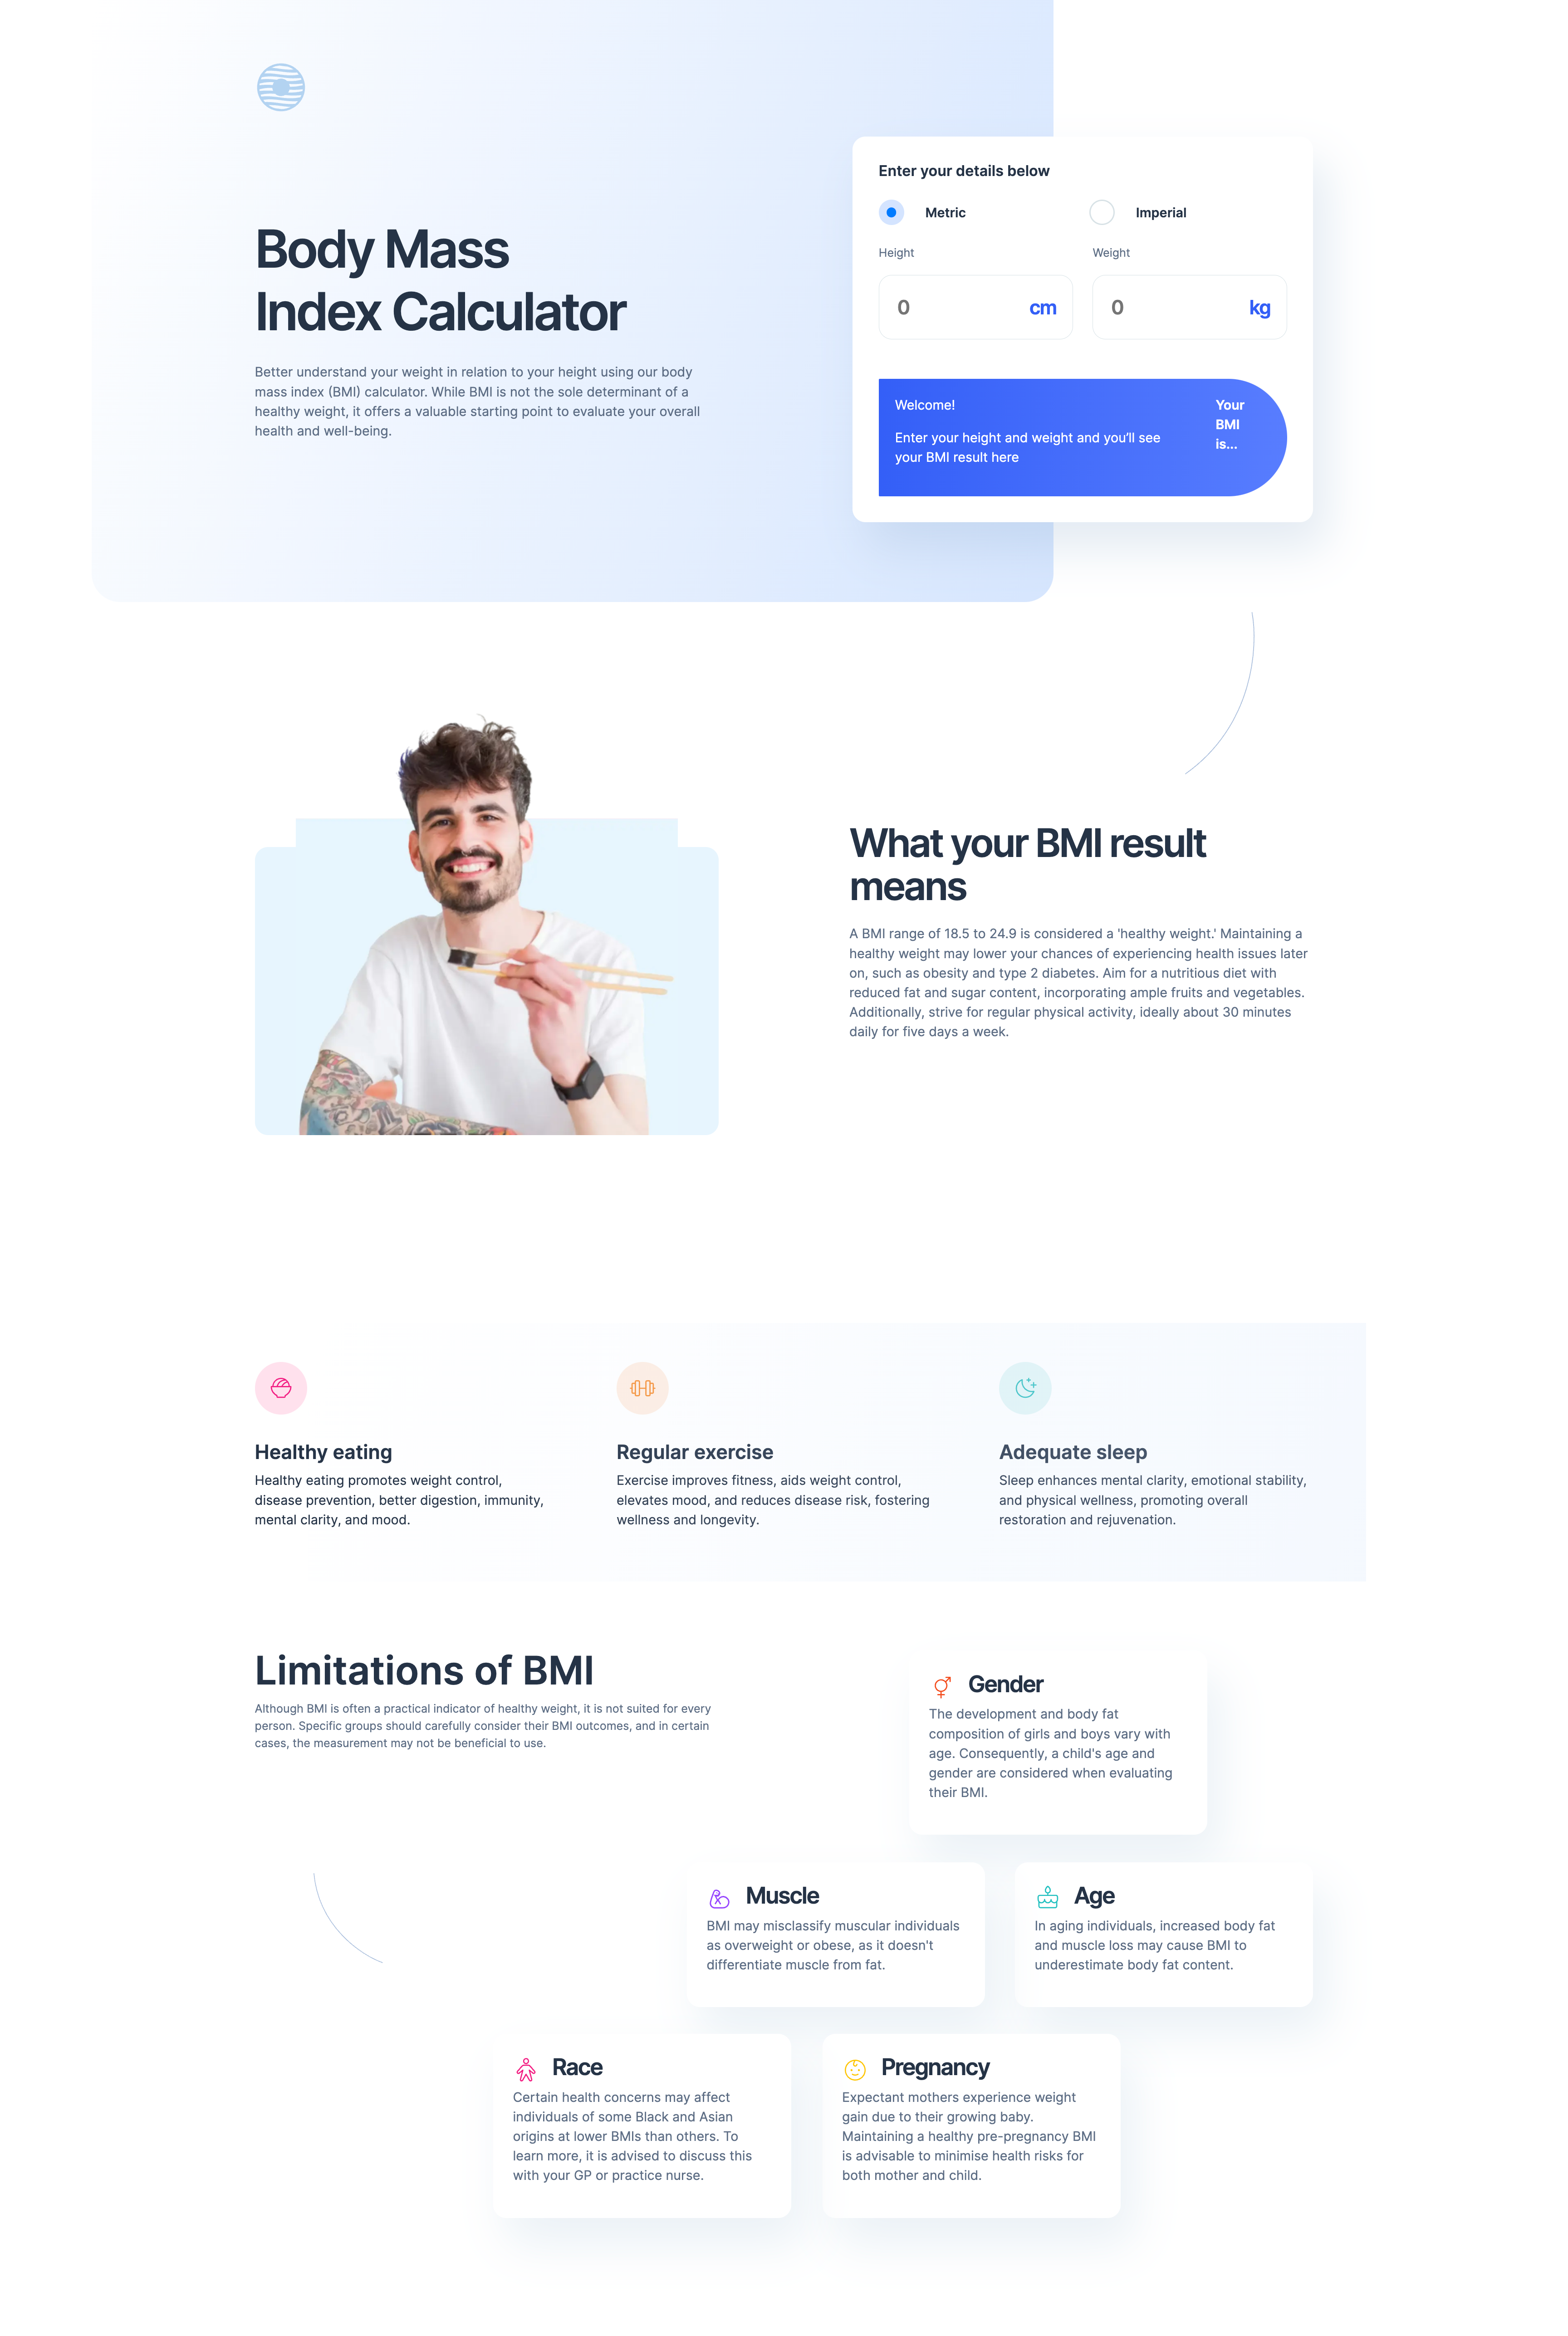 Body Mass
Index Calculator
Better understand your weight in relation to your height using our body
mass index (BMI) calculator. While BMI is not the sole determinant of a
healthy weight, it offers a valuable starting point to evaluate your overall
health and well-being.
Enter your details below
Metric
Imperial
Height
Weight
0 cm
0 kg
Welcome!
Enter your height and weight and you’ll see
your BMI result here
Your
BMI
is...
What your BMI result
means
A BMI range of 18.5 to 24.9 is considered a 'healthy weight.' Maintaining a
healthy weight may lower your chances of experiencing health issues later
on, such as obesity and type 2 diabetes. Aim for a nutritious diet with
reduced fat and sugar content, incorporating ample fruits and vegetables.
Additionally, strive for regular physical activity, ideally about 30 minutes
daily for five days a week.
Healthy eating
Healthy eating promotes weight control,
disease prevention, better digestion, immunity,
mental clarity, and mood.
Regular exercise
Exercise improves fitness, aids weight control,
elevates mood, and reduces disease risk, fostering
wellness and longevity.
Adequate sleep
Sleep enhances mental clarity, emotional stability,
and physical wellness, promoting overall
restoration and rejuvenation.
Limitations of BMI
Although BMI is often a practical indicator of healthy weight, it is not suited for every
person. Specific groups should carefully consider their BMI outcomes, and in certain
cases, the measurement may not be beneficial to use.
Gender
The development and body fat
composition of girls and boys vary with
age. Consequently, a child's age and
gender are considered when evaluating
their BMI.
Muscle
BMI may misclassify muscular individuals
as overweight or obese, as it doesn't
differentiate muscle from fat.
Age
In aging individuals, increased body fat
and muscle loss may cause BMI to
underestimate body fat content.
Race
Certain health concerns may affect
individuals of some Black and Asian
origins at lower BMIs than others. To
learn more, it is advised to discuss this
with your GP or practice nurse.
Pregnancy
Expectant mothers experience weight
gain due to their growing baby.
Maintaining a healthy pre-pregnancy BMI
is advisable to minimise health risks for
both mother and child.